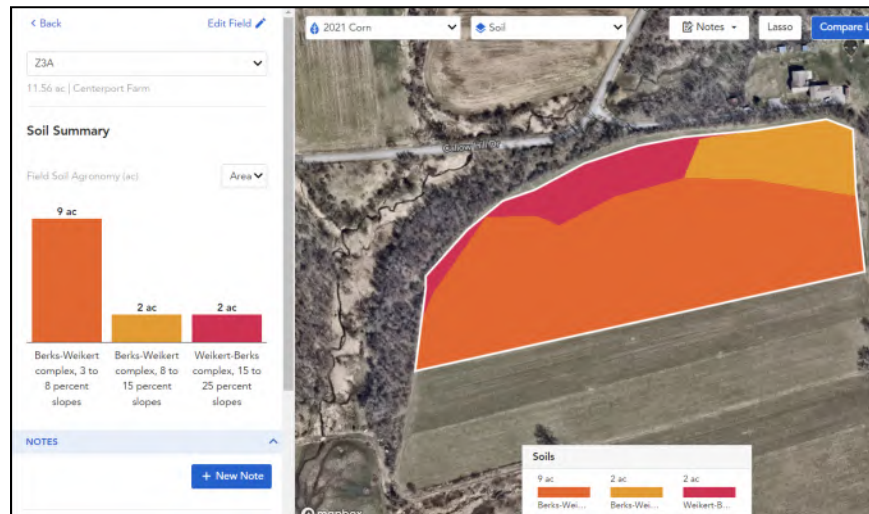 Back
Edit Field
2021 Corn
Soil
Notes
Lasso
Compare L
Z3A
11.56 ac | Centerport Farm
Soil Summary
Field Soil Agronomy (ac)
Area
9 ac
2 ac
2 ac
Berks-Weikert
complex, 3 to
8 percent
slopes
Berks-Weikert
complex, 8 to
15 percent
slopes
Weikert-Berks
complex, 15 to
25 percent
slopes
NOTES
+ New Note
Soils
9 ac
2 ac
2 ac
Berks-Wei...
Berks-Wei...
Weikert-B...
mapbox